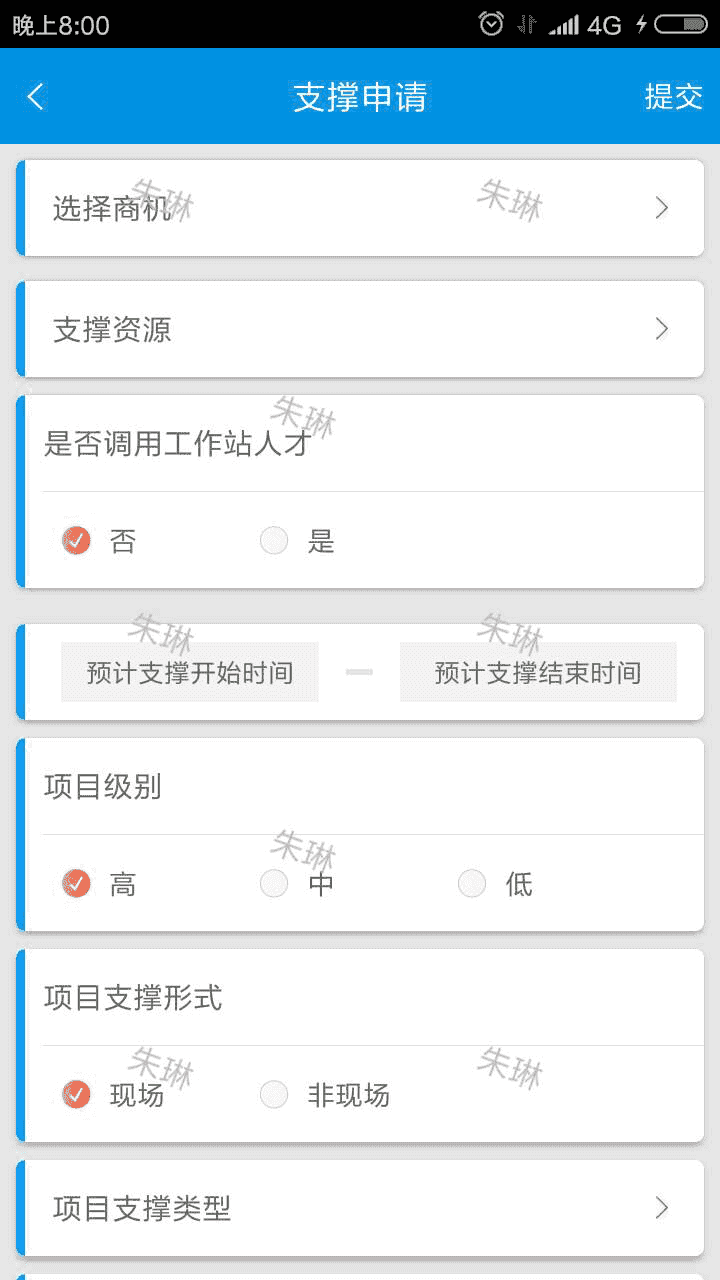 晚上8:00 4G
支撑申请 提交
朱琳 朱琳
选择商机
支撑资源
朱琳
是否调用工作站人才
否 是
朱琳 朱琳
预计支撑开始时间 预计支撑结束时间
项目级别
朱琳
高 中 低
项目支撑形式
朱琳 朱琳
现场 非现场
项目支撑类型